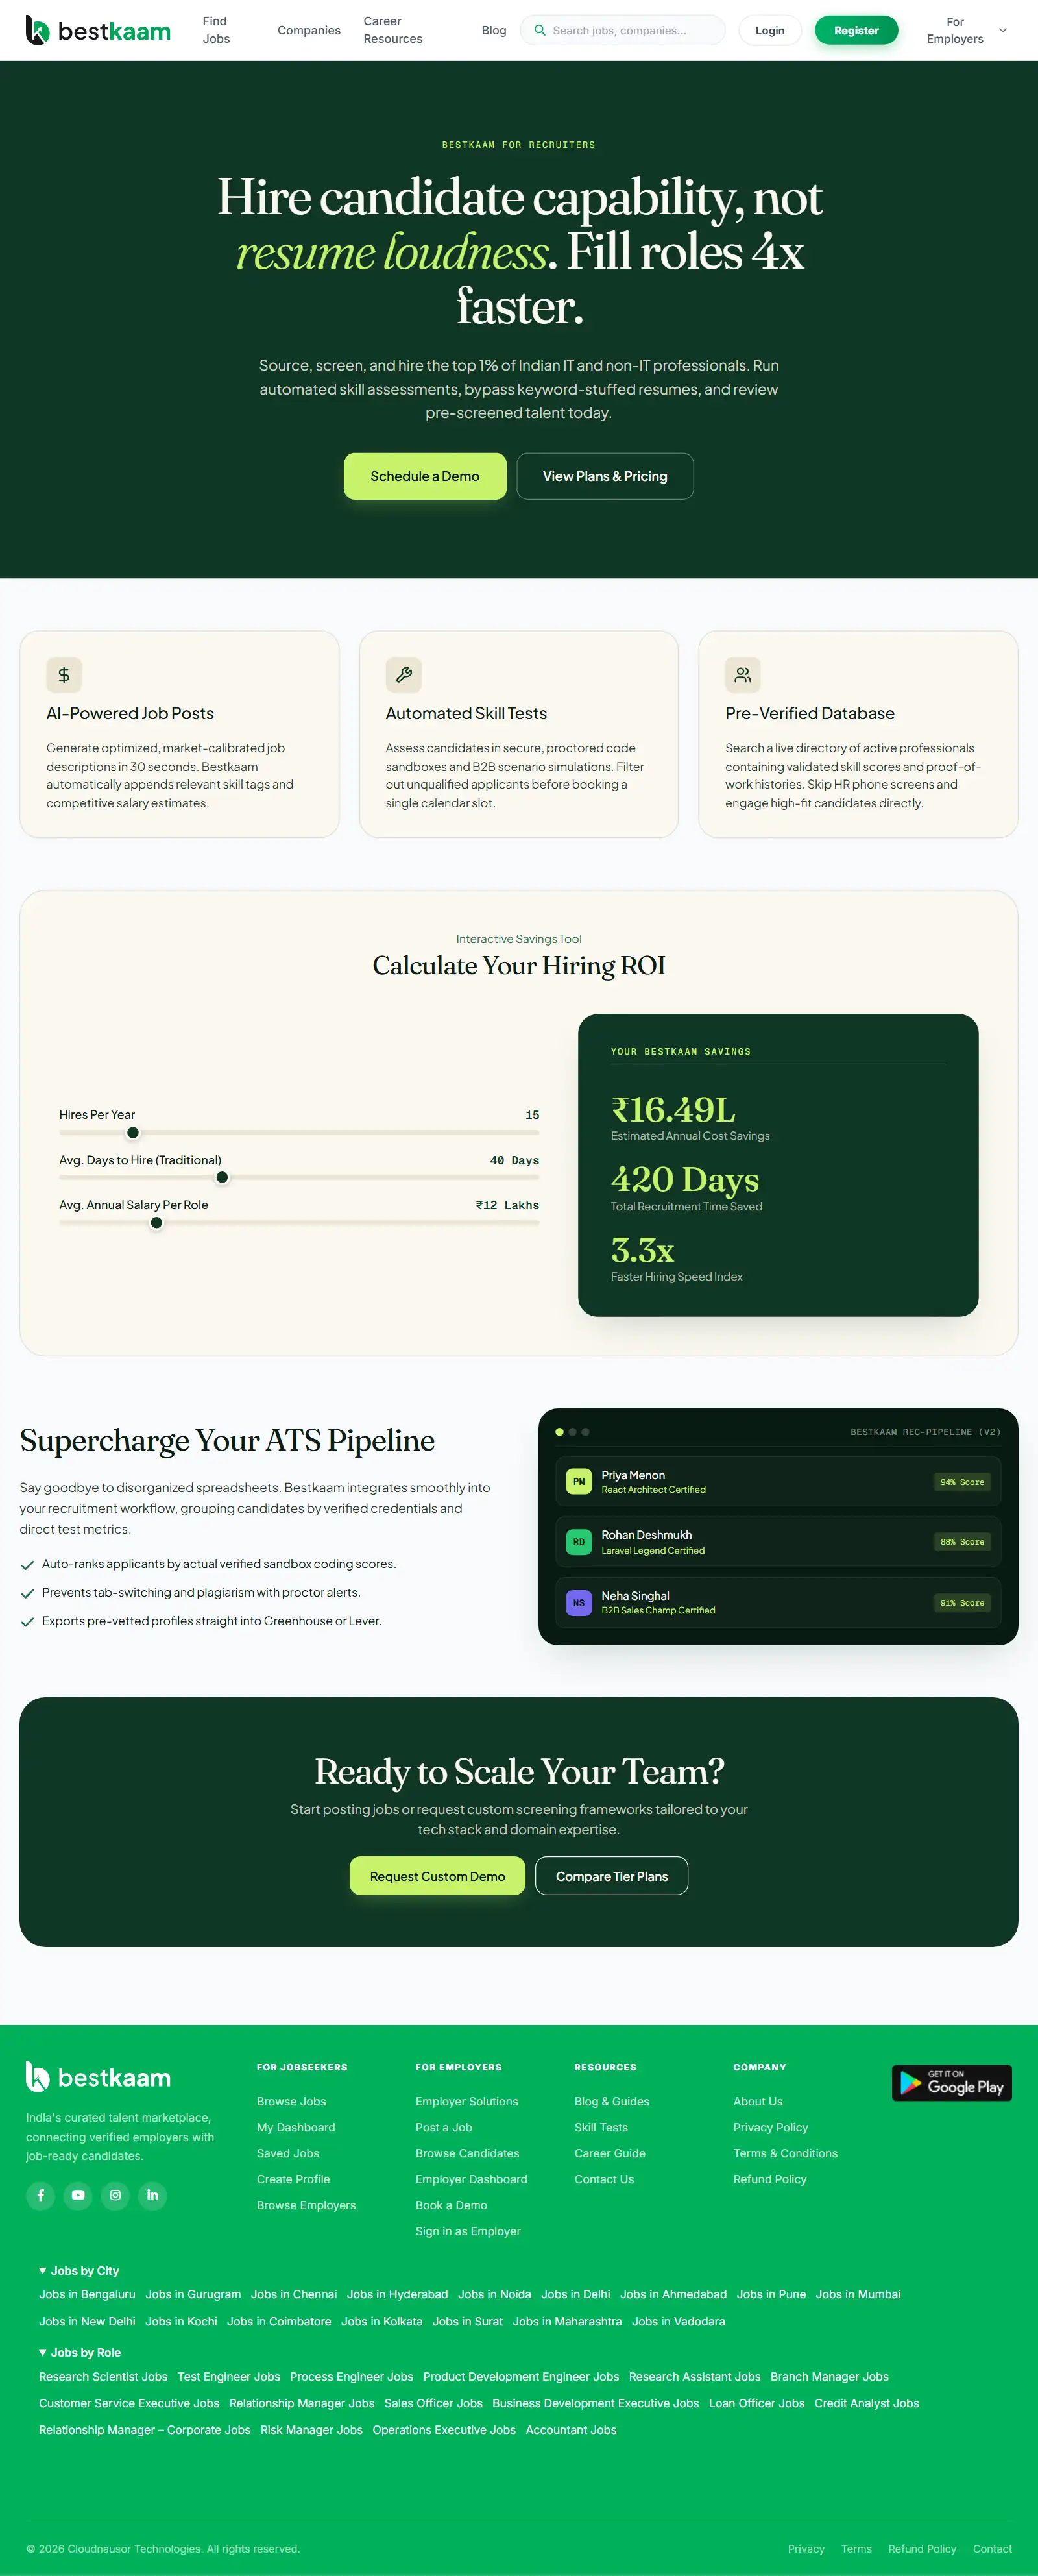 bestkaam
Find
Jobs
Companies
Career
Resources
Blog
Search jobs, companies...
Login
Register
For
Employers
BESTKAAM FOR RECRUITERS
Hire candidate capability, not
resume loudness. Fill roles 4x
faster.
Source, screen, and hire the top 1% of Indian IT and non-IT professionals. Run
automated skill assessments, bypass keyword-stuffed resumes, and review
pre-screened talent today.
Schedule a Demo
View Plans & Pricing
AI-Powered Job Posts
Generate optimized, market-calibrated job
descriptions in 30 seconds. Bestkaam
automatically appends relevant skill tags and
competitive salary estimates.
Automated Skill Tests
Assess candidates in secure, proctored code
sandboxes and B2B scenario simulations. Filter
out unqualified applicants before booking a
single calendar slot.
Pre-Verified Database
Search a live directory of active professionals
containing validated skill scores and proof-of-
work histories. Skip HR phone screens and
engage high-fit candidates directly.
Interactive Savings Tool
Calculate Your Hiring ROI
Hires Per Year 15
Avg. Days to Hire (Traditional) 40 Days
Avg. Annual Salary Per Role ₹12 Lakhs
YOUR BESTKAAM SAVINGS
₹16.49L
Estimated Annual Cost Savings
420 Days
Total Recruitment Time Saved
3.3x
Faster Hiring Speed Index
Supercharge Your ATS Pipeline
Say goodbye to disorganized spreadsheets. Bestkaam integrates smoothly into
your recruitment workflow, grouping candidates by verified credentials and
direct test metrics.
Auto-ranks applicants by actual verified sandbox coding scores.
Prevents tab-switching and plagiarism with proctor alerts.
Exports pre-vetted profiles straight into Greenhouse or Lever.
BESTKAAM REC-PIPELINE (V2)
PM
Priya Menon
React Architect Certified
94% Score
RD
Rohan Deshmukh
Laravel Legend Certified
88% Score
NS
Neha Singhal
B2B Sales Champ Certified
91% Score
Ready to Scale Your Team?
Start posting jobs or request custom screening frameworks tailored to your
tech stack and domain expertise.
Request Custom Demo
Compare Tier Plans
bestkaam
India's curated talent marketplace,
connecting verified employers with
job-ready candidates.
FOR JOBSEEKERS
Browse Jobs
My Dashboard
Saved Jobs
Create Profile
Browse Employers
FOR EMPLOYERS
Employer Solutions
Post a Job
Browse Candidates
Employer Dashboard
Book a Demo
Sign in as Employer
RESOURCES
Blog & Guides
Skill Tests
Career Guide
Contact Us
COMPANY
About Us
Privacy Policy
Terms & Conditions
Refund Policy
GET IT ON
Google Play
Jobs by City
Jobs in Bengaluru Jobs in Gurugram Jobs in Chennai Jobs in Hyderabad Jobs in Noida Jobs in Delhi Jobs in Ahmedabad Jobs in Pune Jobs in Mumbai
Jobs in New Delhi Jobs in Kochi Jobs in Coimbatore Jobs in Kolkata Jobs in Surat Jobs in Maharashtra Jobs in Vadodara
Jobs by Role
Research Scientist Jobs Test Engineer Jobs Process Engineer Jobs Product Development Engineer Jobs Research Assistant Jobs Branch Manager Jobs
Customer Service Executive Jobs Relationship Manager Jobs Sales Officer Jobs Business Development Executive Jobs Loan Officer Jobs Credit Analyst Jobs
Relationship Manager – Corporate Jobs Risk Manager Jobs Operations Executive Jobs Accountant Jobs
© 2026 Cloudnausor Technologies. All rights reserved.
Privacy Terms Refund Policy Contact